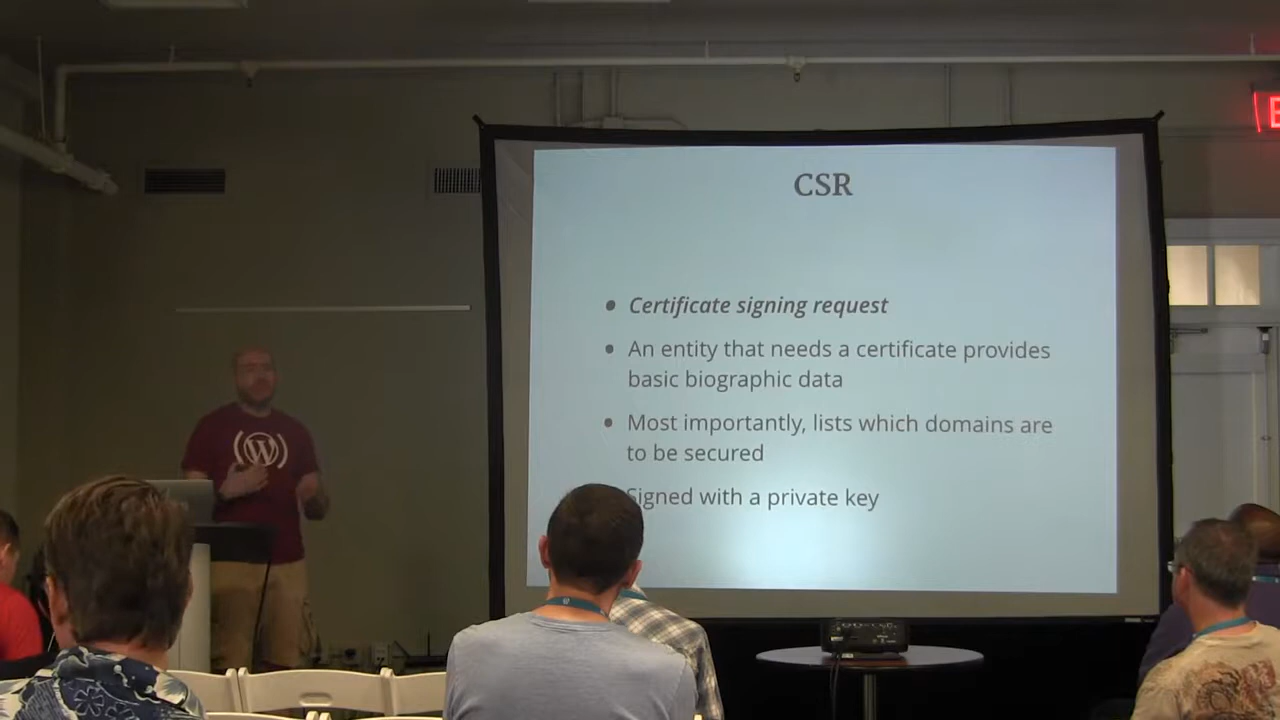 CSR
Certificate signing request
An entity that needs a certificate provides
basic biographic data
Most importantly, lists which domains are
to be secured
Signed with a private key
(W)
E